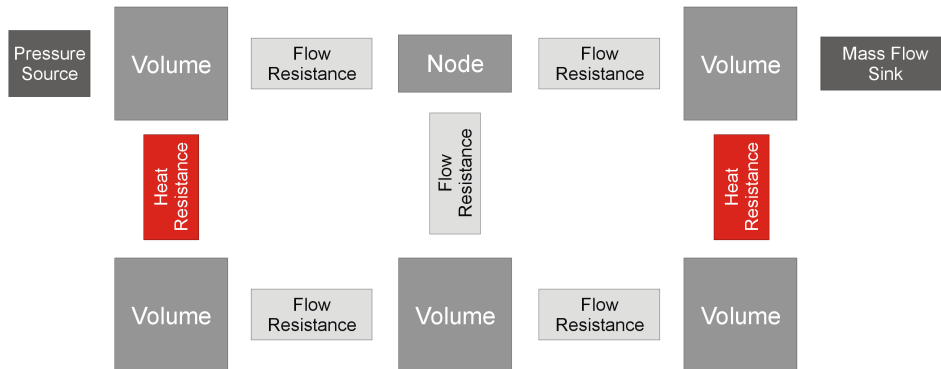 Pressure
Source
Volume
Flow
Resistance
Node
Flow
Resistance
Volume
Mass Flow
Sink
Heat
Resistance
Flow
Resistance
Heat
Resistance
Volume
Flow
Resistance
Volume
Flow
Resistance
Volume